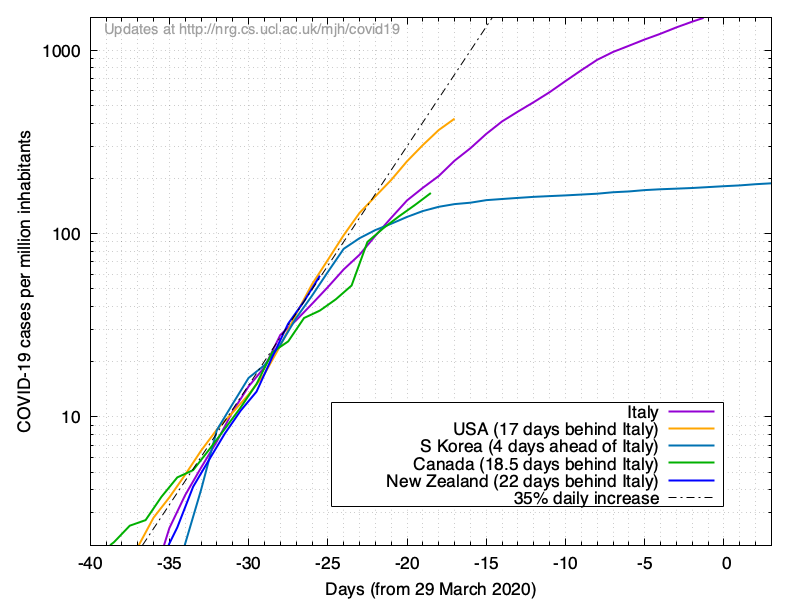 Updates at http://nrg.cs.ucl.ac.uk/mjh/covid19
1000
100
10
COVID-19 cases per million inhabitants
Italy
USA (17 days behind Italy)
S Korea (4 days ahead of Italy)
Canada (18.5 days behind Italy)
New Zealand (22 days behind Italy)
35% daily increase
-40 -35 -30 -25 -20 -15 -10 -5 0
Days (from 29 March 2020)